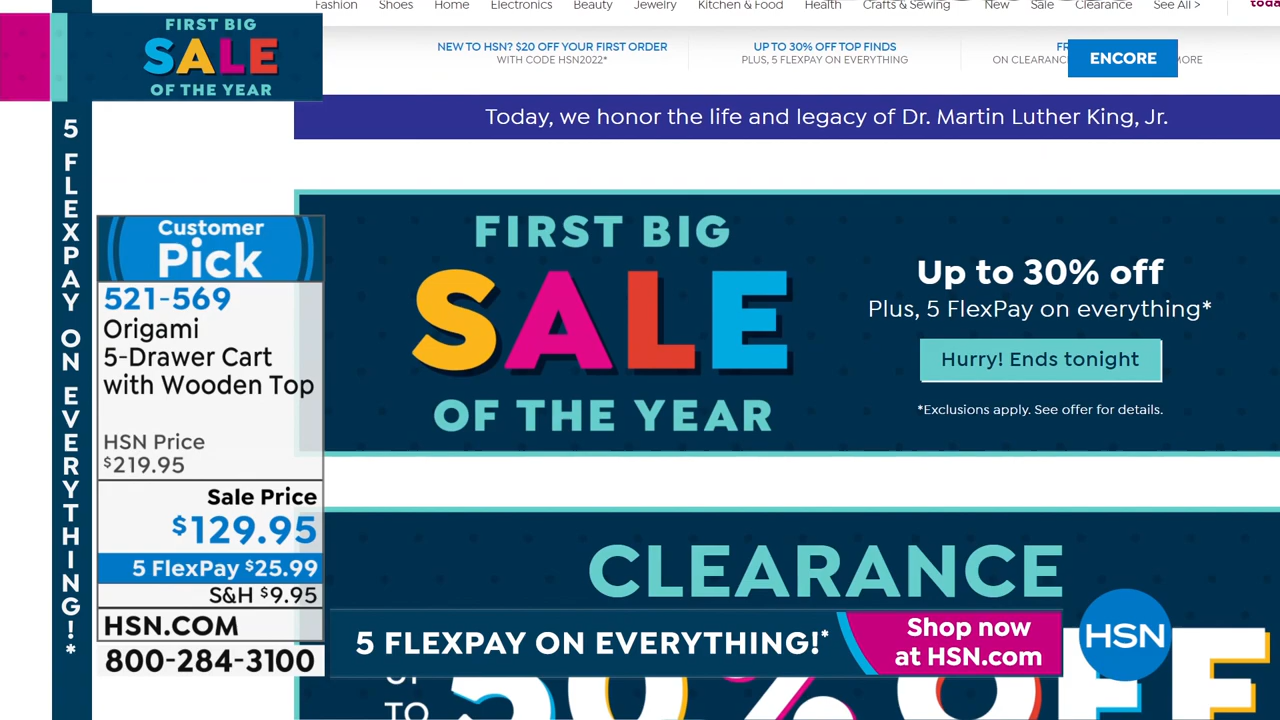 Fashion Shoes Home Electronics Beauty Jewelry Kitchen & Food Health Crafts & Sewing New Sale Clearance See All >
FIRST BIG
SALE
OF THE YEAR
NEW TO HSN? $20 OFF YOUR FIRST ORDER
WITH CODE HSN2022*
UP TO 30% OFF TOP FINDS
PLUS, 5 FLEXPAY ON EVERYTHING
ENCORE
Today, we honor the life and legacy of Dr. Martin Luther King, Jr.
5 FLEXPAY ON EVERYTHING!*
Customer
Pick
521-569
Origami
5-Drawer Cart
with Wooden Top
HSN Price
$219.95
Sale Price
$129.95
5 FlexPay $25.99
S&H $9.95
HSN.COM
800-284-3100
FIRST BIG
SALE
OF THE YEAR
Up to 30% off
Plus, 5 FlexPay on everything*
Hurry! Ends tonight
*Exclusions apply. See offer for details.
CLEARANCE
5 FLEXPAY ON EVERYTHING!*
Shop now
at HSN.com
HSN
TO